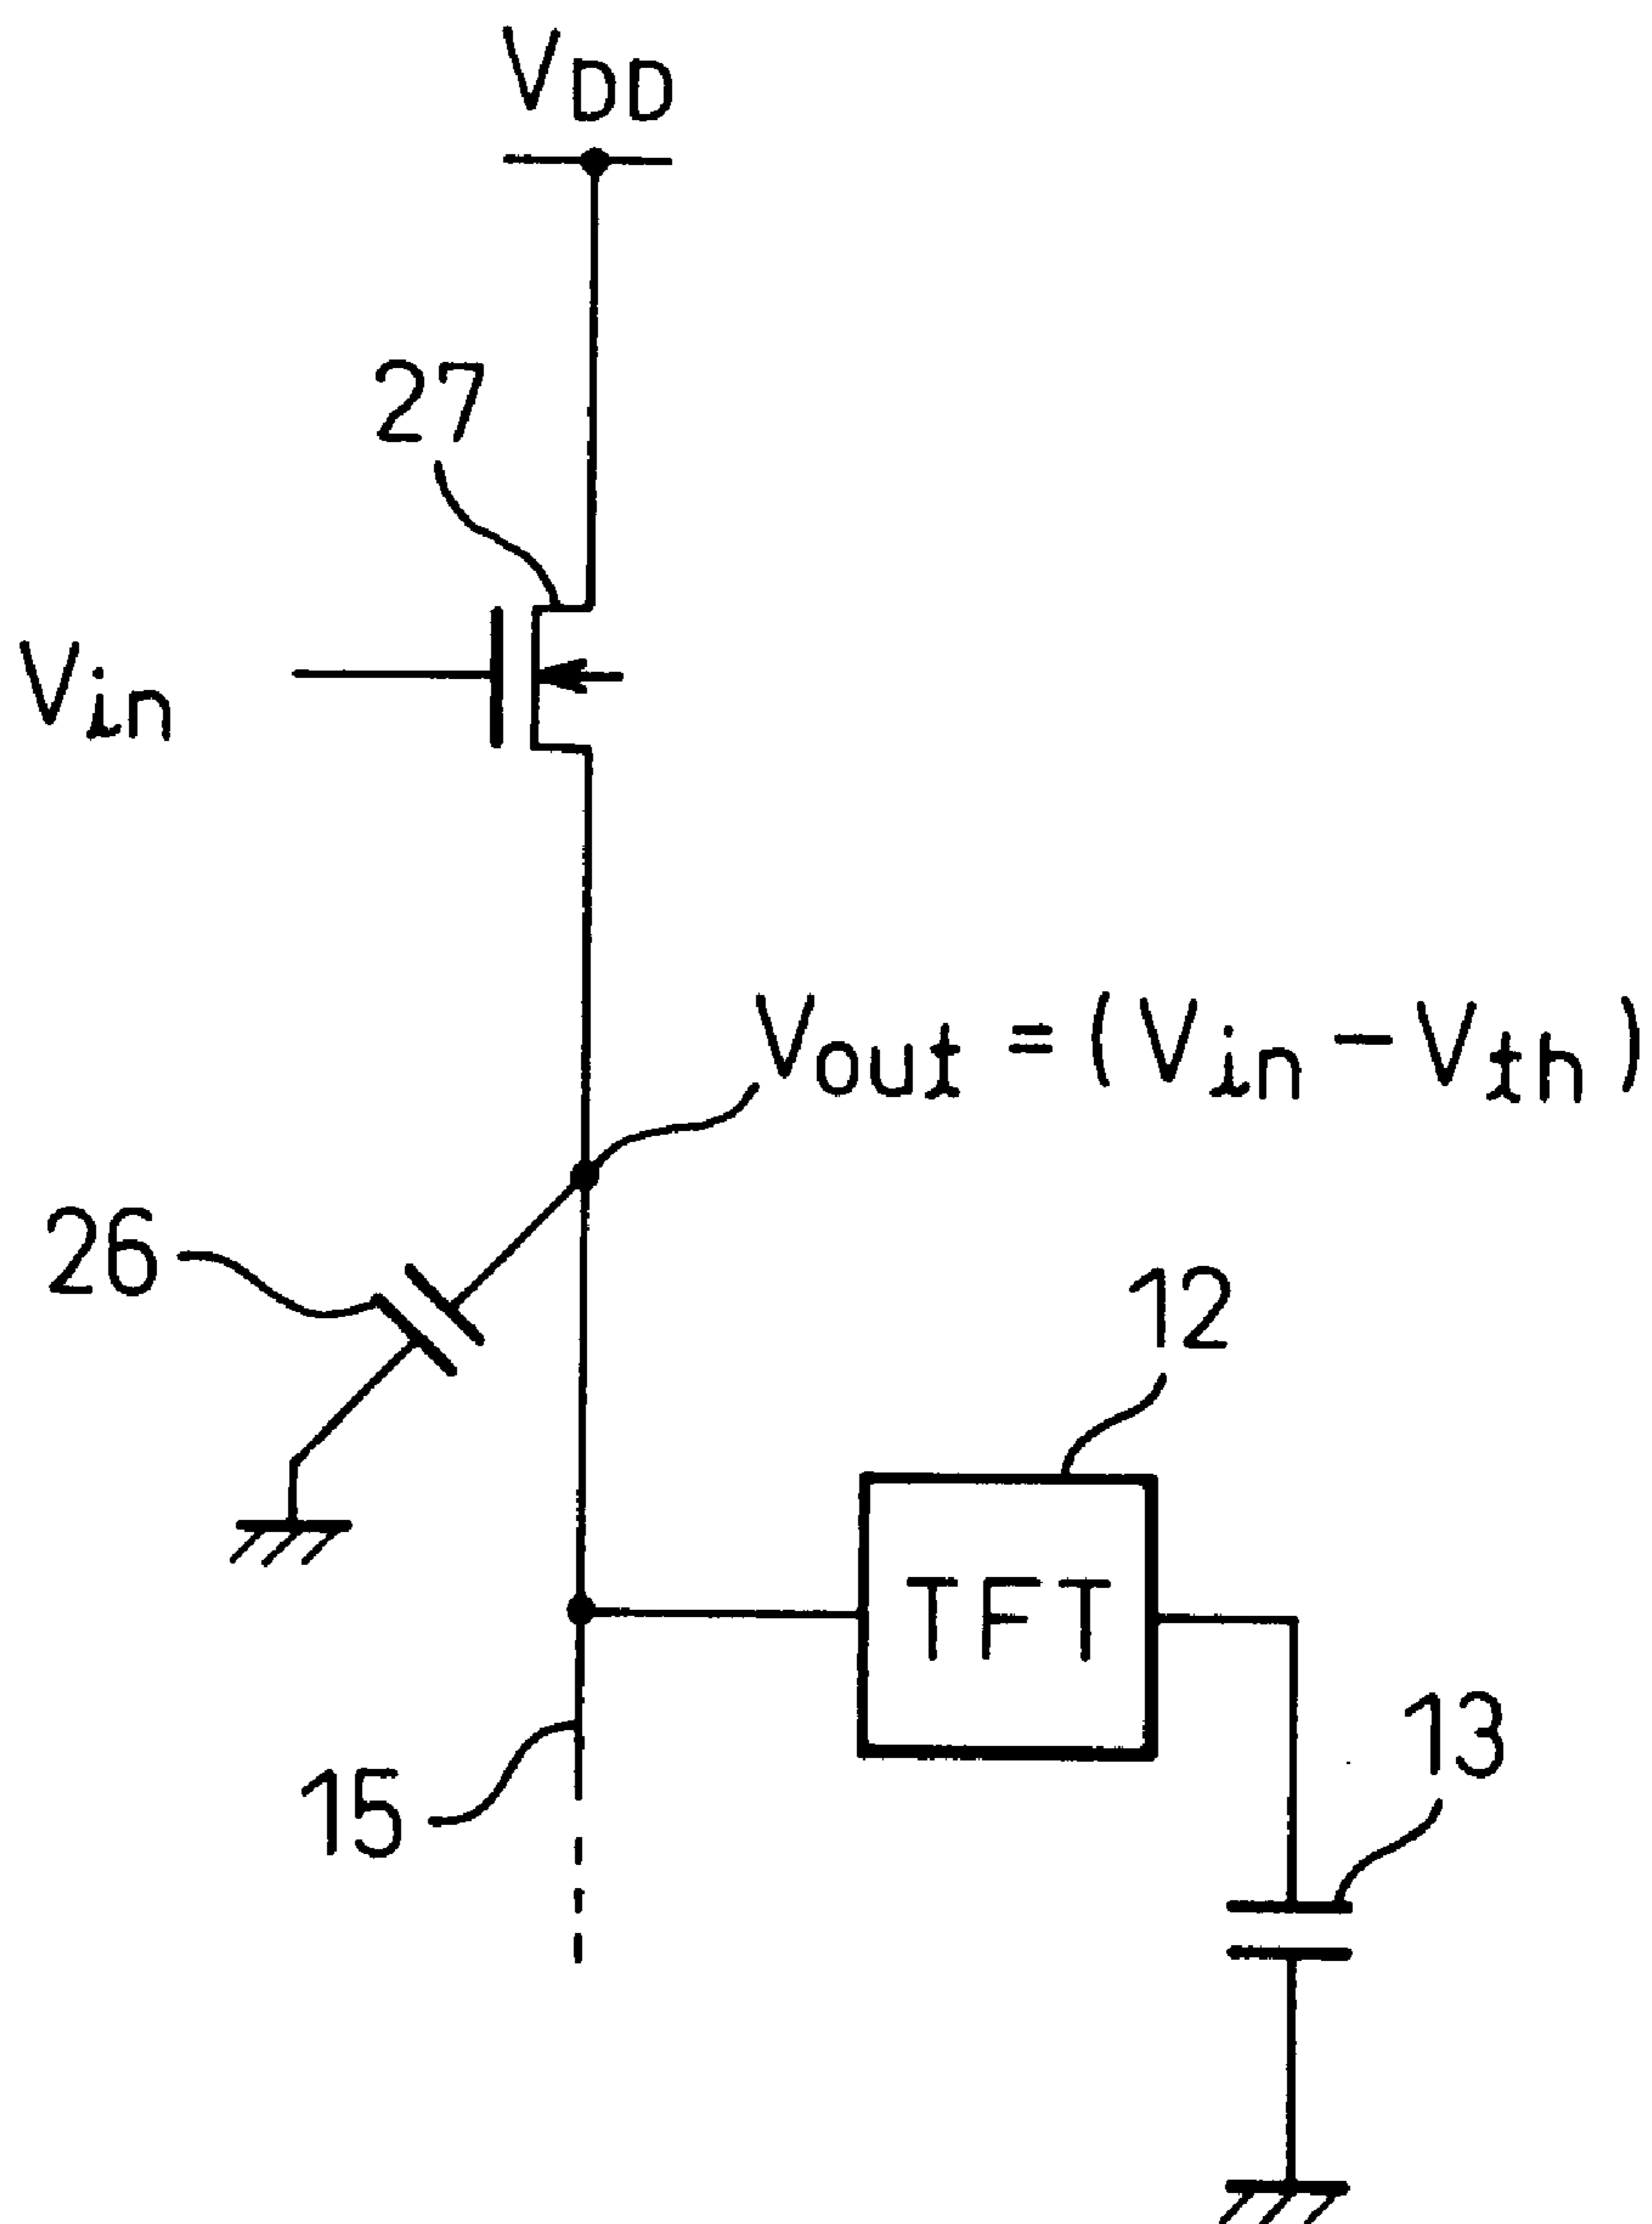 VDD
27
Vin
Vout = (Vin - Vth)
26
12
TFT
13
15